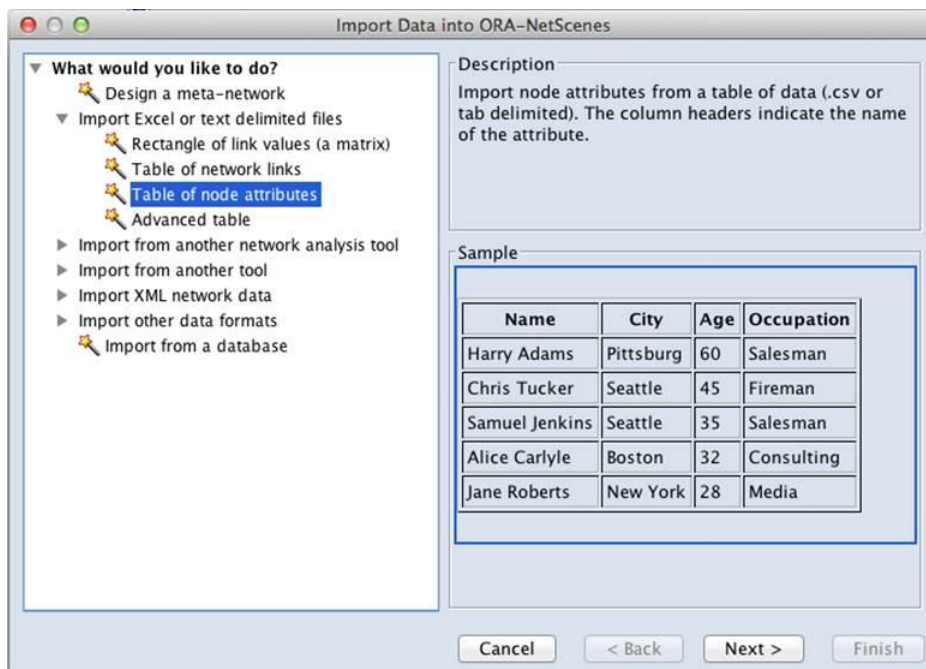 Import Data into ORA-NetScenes
What would you like to do?
Design a meta-network
Import Excel or text delimited files
Rectangle of link values (a matrix)
Table of network links
Table of node attributes
Advanced table
Import from another network analysis tool
Import from another tool
Import XML network data
Import other data formats
Import from a database
Description
Import node attributes from a table of data (.csv or
tab delimited). The column headers indicate the name
of the attribute.
Sample
Name City Age Occupation
Harry Adams Pittsburg 60 Salesman
Chris Tucker Seattle 45 Fireman
Samuel Jenkins Seattle 35 Salesman
Alice Carlyle Boston 32 Consulting
Jane Roberts New York 28 Media
Cancel < Back Next > Finish